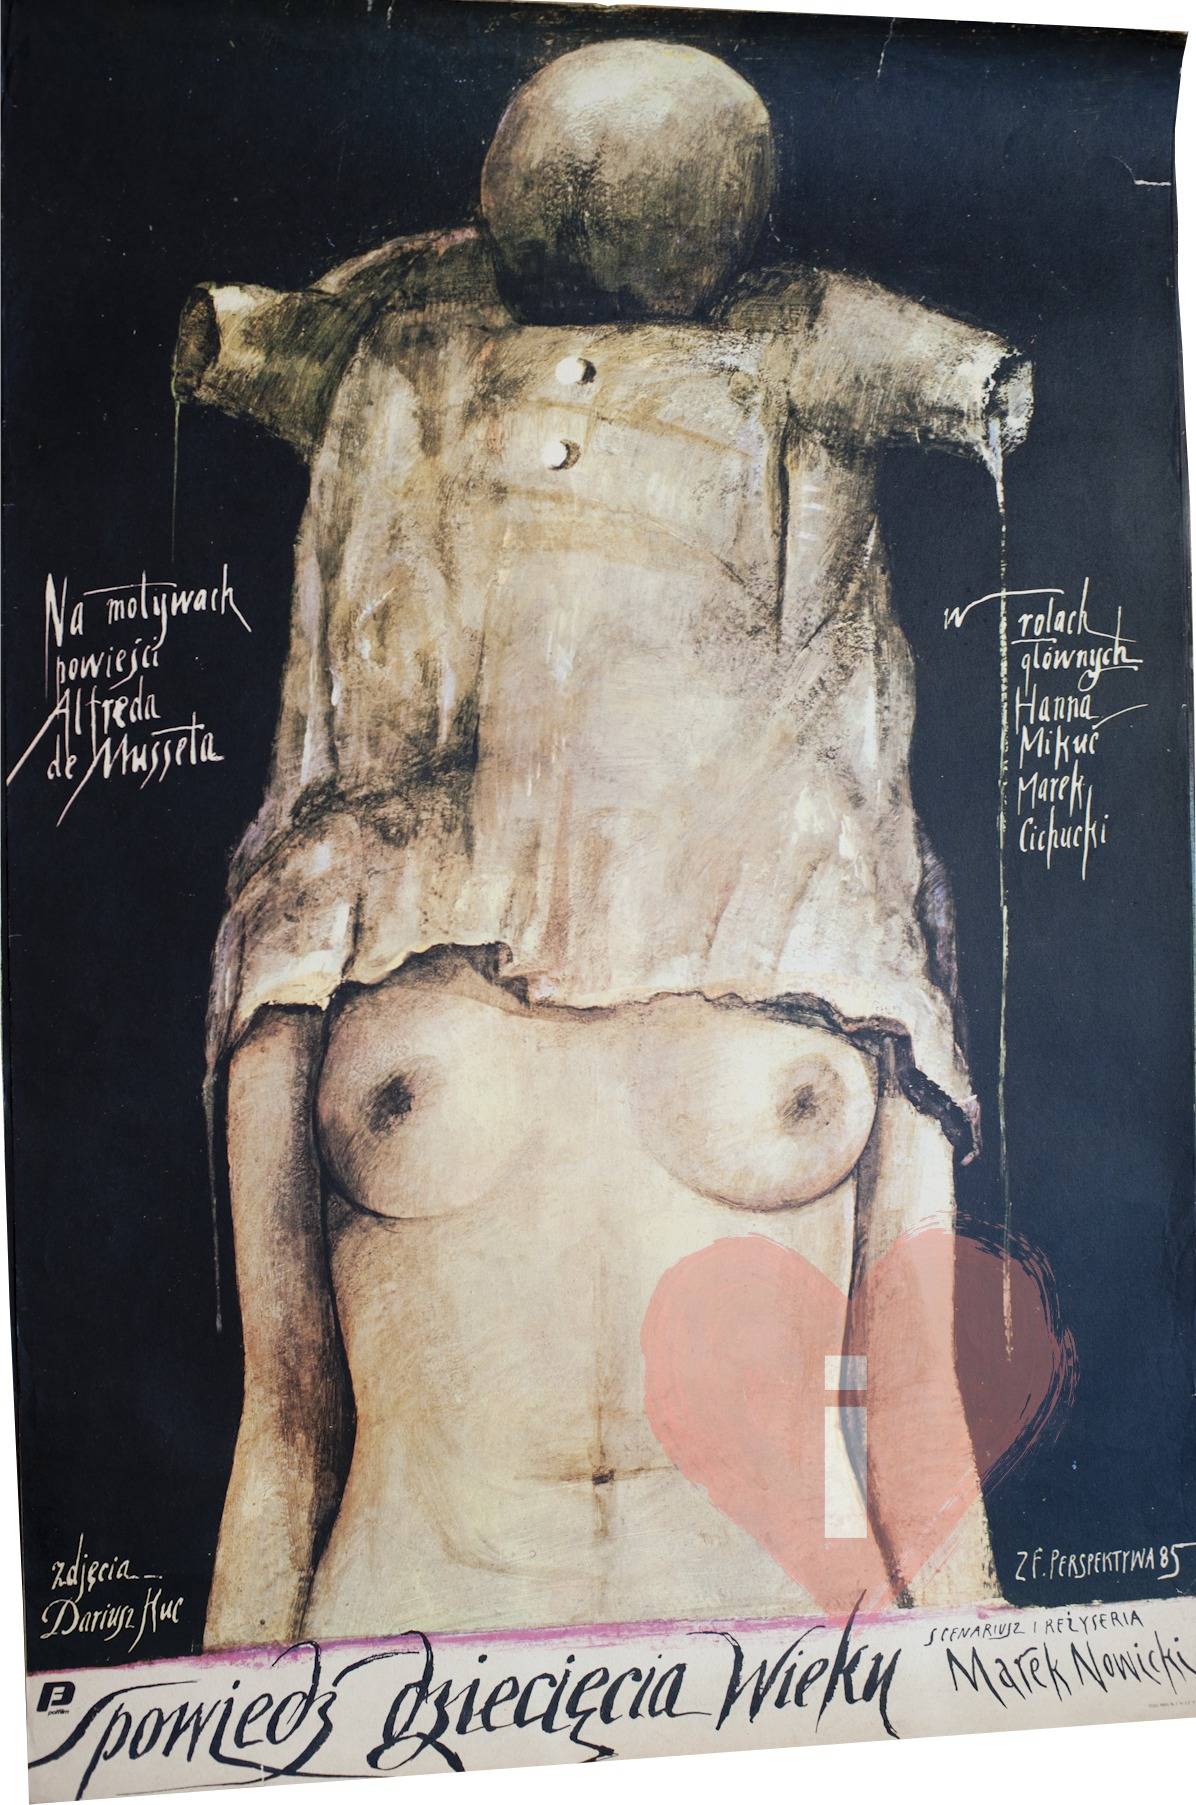 Na motywach
powieści
Alfreda
de Musseta
w rolach
głównych
Hanna
Mikuć
Marek
Cichucki
zdjęcia
Dariusz Kuc
Z F. PERSPEKTYWA 85
SCENARIUSZ I REŻYSERIA
Marek Nowicki
polfilm
Spowiedź dziecięcia Wieku
i